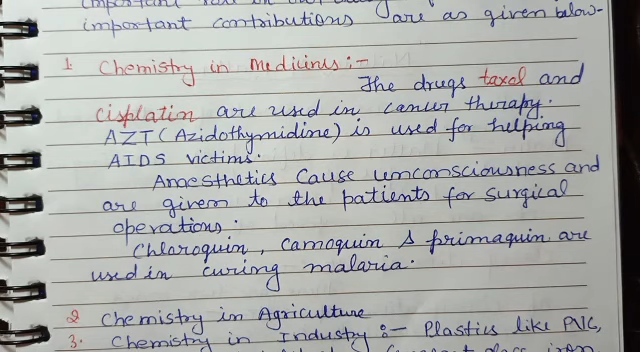 important contributions are as given below-
1. Chemistry in Medicines:-
The drugs taxol and
cisplatin are used in cancer therapy.
AZT (Azidothymidine) is used for helping
AIDS victims.
Anaesthetics cause unconsciousness and
are given to the patients for surgical
operations.
Chloroquin, camoquin & primaquin are
used in curing malaria.
2 Chemistry in Agriculture
3. Chemistry in Industry :- Plastics like PVC,